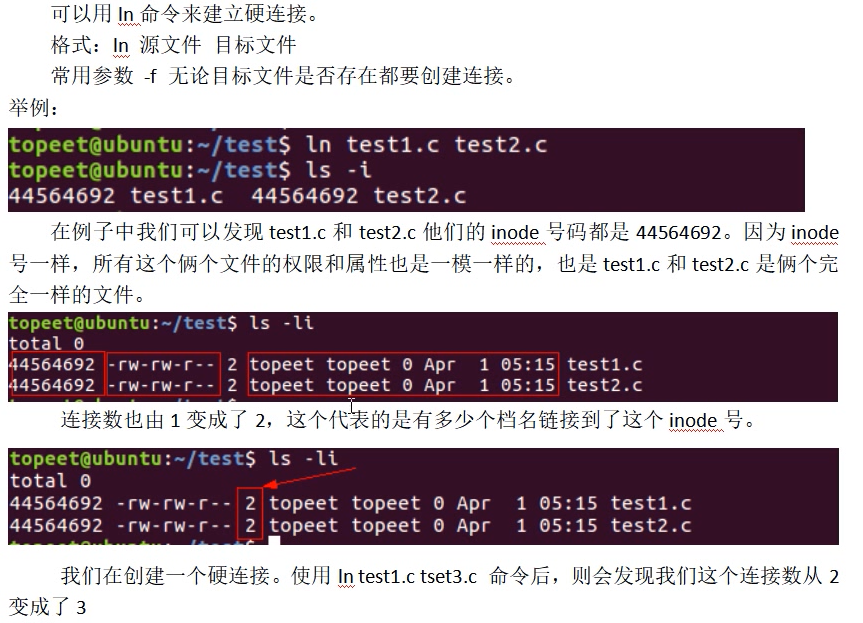 可以用 ln 命令来建立硬连接。
格式：ln 源文件 目标文件
常用参数 -f 无论目标文件是否存在都要创建连接。
举例：
topeet@ubuntu:~/test$ ln test1.c test2.c
topeet@ubuntu:~/test$ ls -i
44564692 test1.c  44564692 test2.c
在例子中我们可以发现 test1.c 和 test2.c 他们的 inode 号码都是 44564692。因为 inode
号一样，所有这个俩个文件的权限和属性也是一模一样的，也是 test1.c 和 test2.c 是俩个完
全一样的文件。
topeet@ubuntu:~/test$ ls -li
total 0
44564692 -rw-rw-r-- 2 topeet topeet 0 Apr  1 05:15 test1.c
44564692 -rw-rw-r-- 2 topeet topeet 0 Apr  1 05:15 test2.c
连接数也由 1 变成了 2，这个代表的是有多少个档名链接到了这个 inode 号。
topeet@ubuntu:~/test$ ls -li
total 0
44564692 -rw-rw-r-- 2 topeet topeet 0 Apr  1 05:15 test1.c
44564692 -rw-rw-r-- 2 topeet topeet 0 Apr  1 05:15 test2.c
我们在创建一个硬连接。使用 ln test1.c tset3.c 命令后，则会发现我们这个连接数从 2
变成了 3